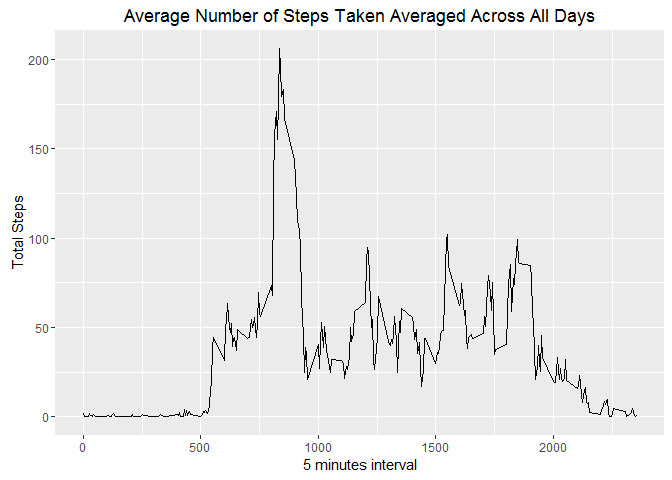 Average Number of Steps Taken Averaged Across All Days
Total Steps
200
150
100
50
0
0 500 1000 1500 2000
5 minutes interval